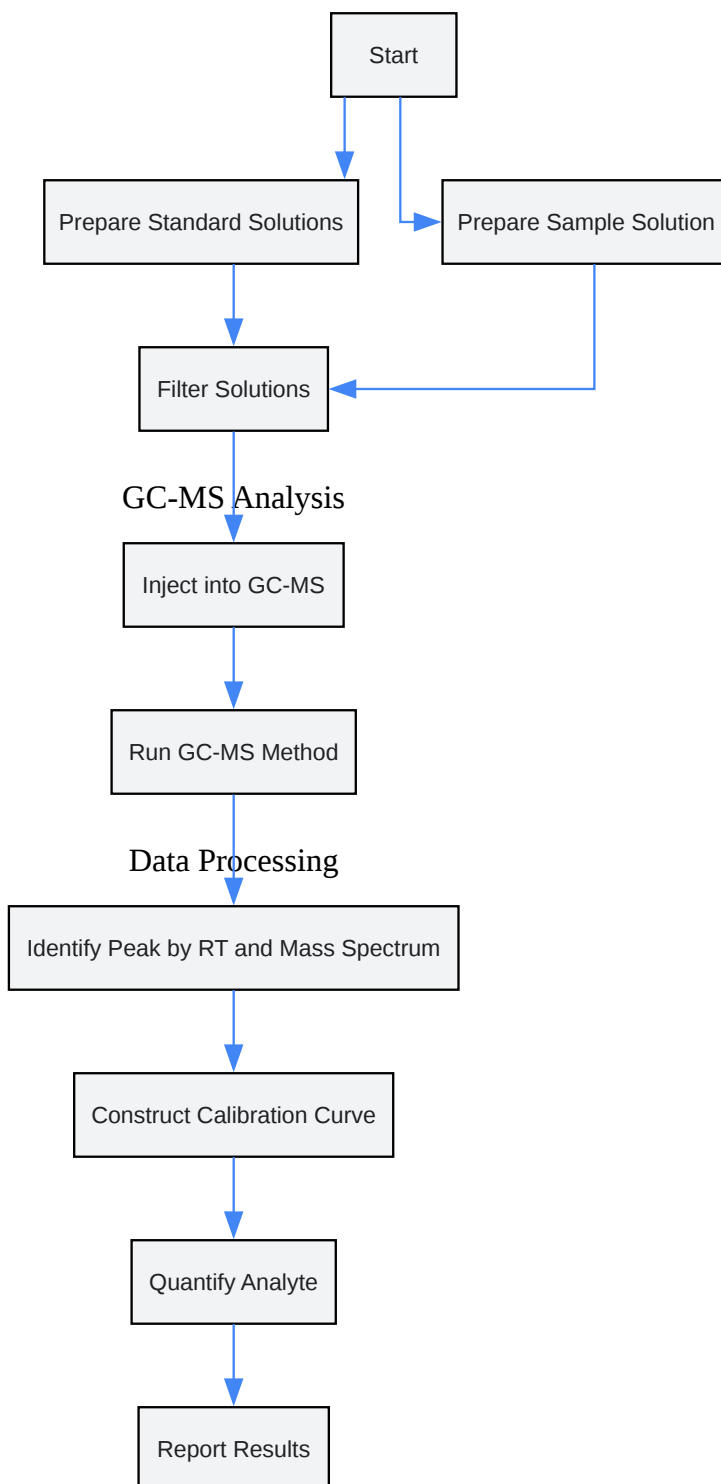 Start
Prepare Standard Solutions
Prepare Sample Solution
Filter Solutions
GC-MS Analysis
Inject into GC-MS
Run GC-MS Method
Data Processing
Identify Peak by RT and Mass Spectrum
Construct Calibration Curve
Quantify Analyte
Report Results